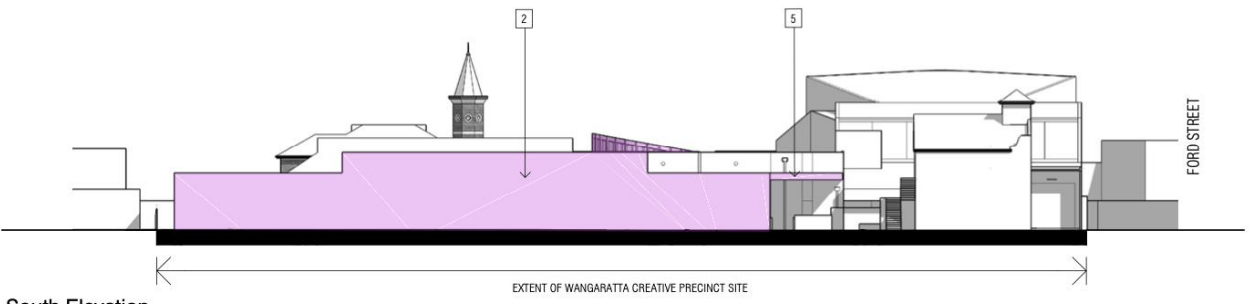 2
5
FORD STREET
EXTENT OF WANGARATTA CREATIVE PRECINCT SITE
South Elevation